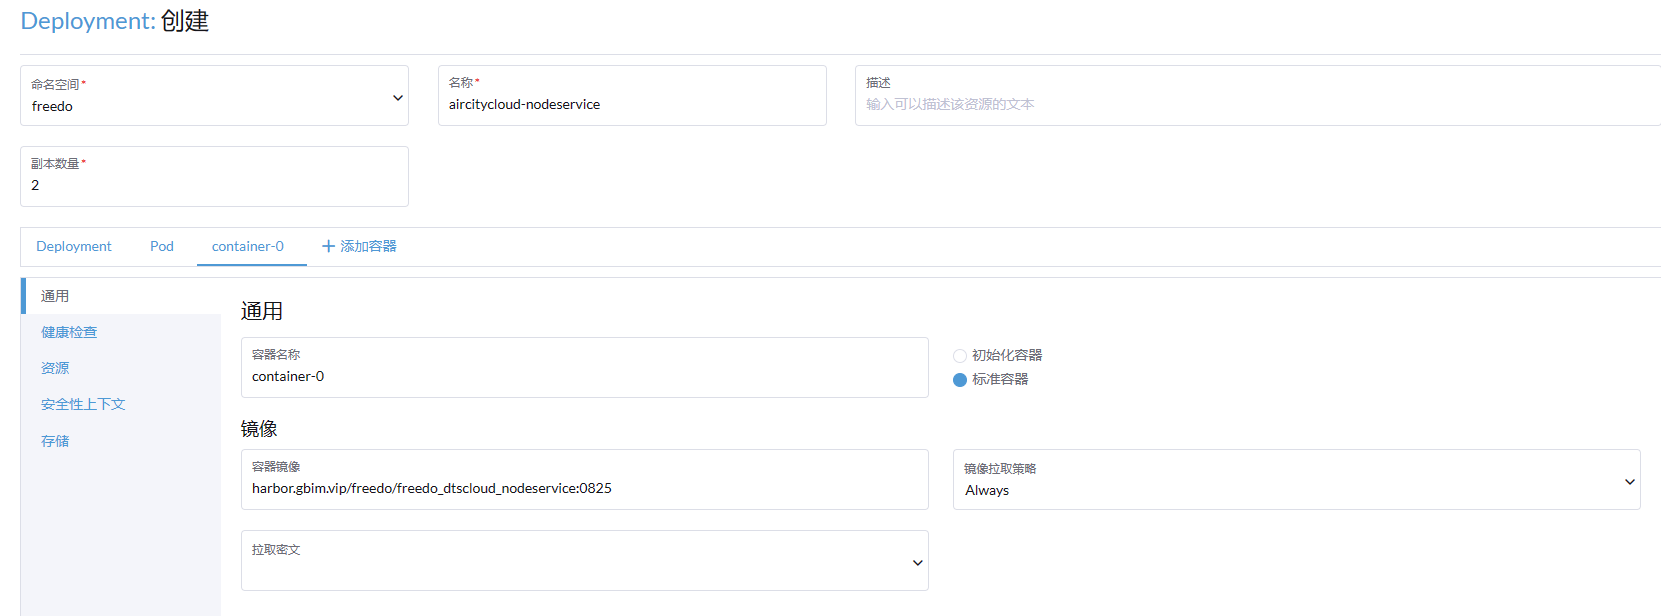 Deployment: 创建
命名空间*
freedo
名称*
aircitycloud-nodeservice
描述
输入可以描述该资源的文本
副本数量*
2
Deployment Pod container-0 + 添加容器
通用
健康检查
资源
安全性上下文
存储
通用
容器名称
container-0
初始化容器
标准容器
镜像
容器镜像
harbor.gbim.vip/freedo/freedo_dtscloud_nodeservice:0825
镜像拉取策略
Always
拉取密文